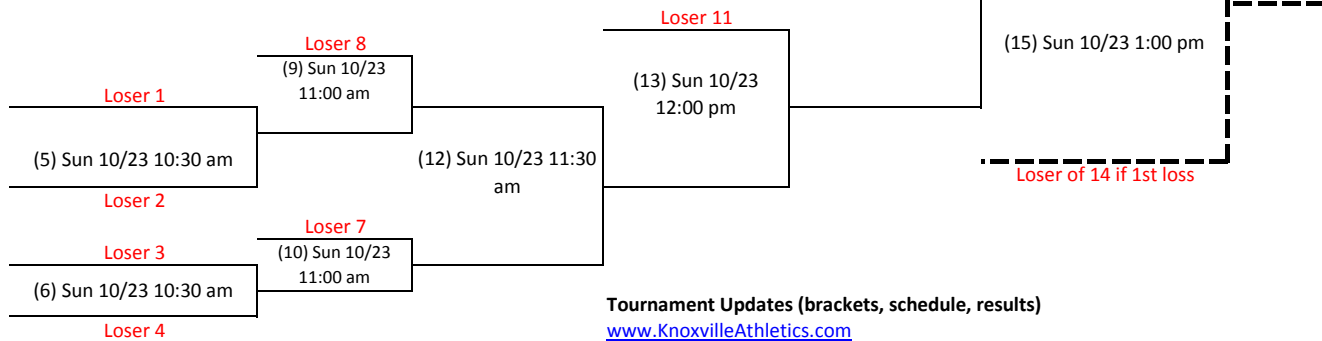 Loser 11
Loser 8
(15) Sun 10/23 1:00 pm
(9) Sun 10/23
11:00 am
(13) Sun 10/23
12:00 pm
Loser 1
(5) Sun 10/23 10:30 am
(12) Sun 10/23 11:30
am
Loser of 14 if 1st loss
Loser 2
Loser 7
Loser 3
(10) Sun 10/23
11:00 am
(6) Sun 10/23 10:30 am
Tournament Updates (brackets, schedule, results)
Loser 4
www.KnoxvilleAthletics.com